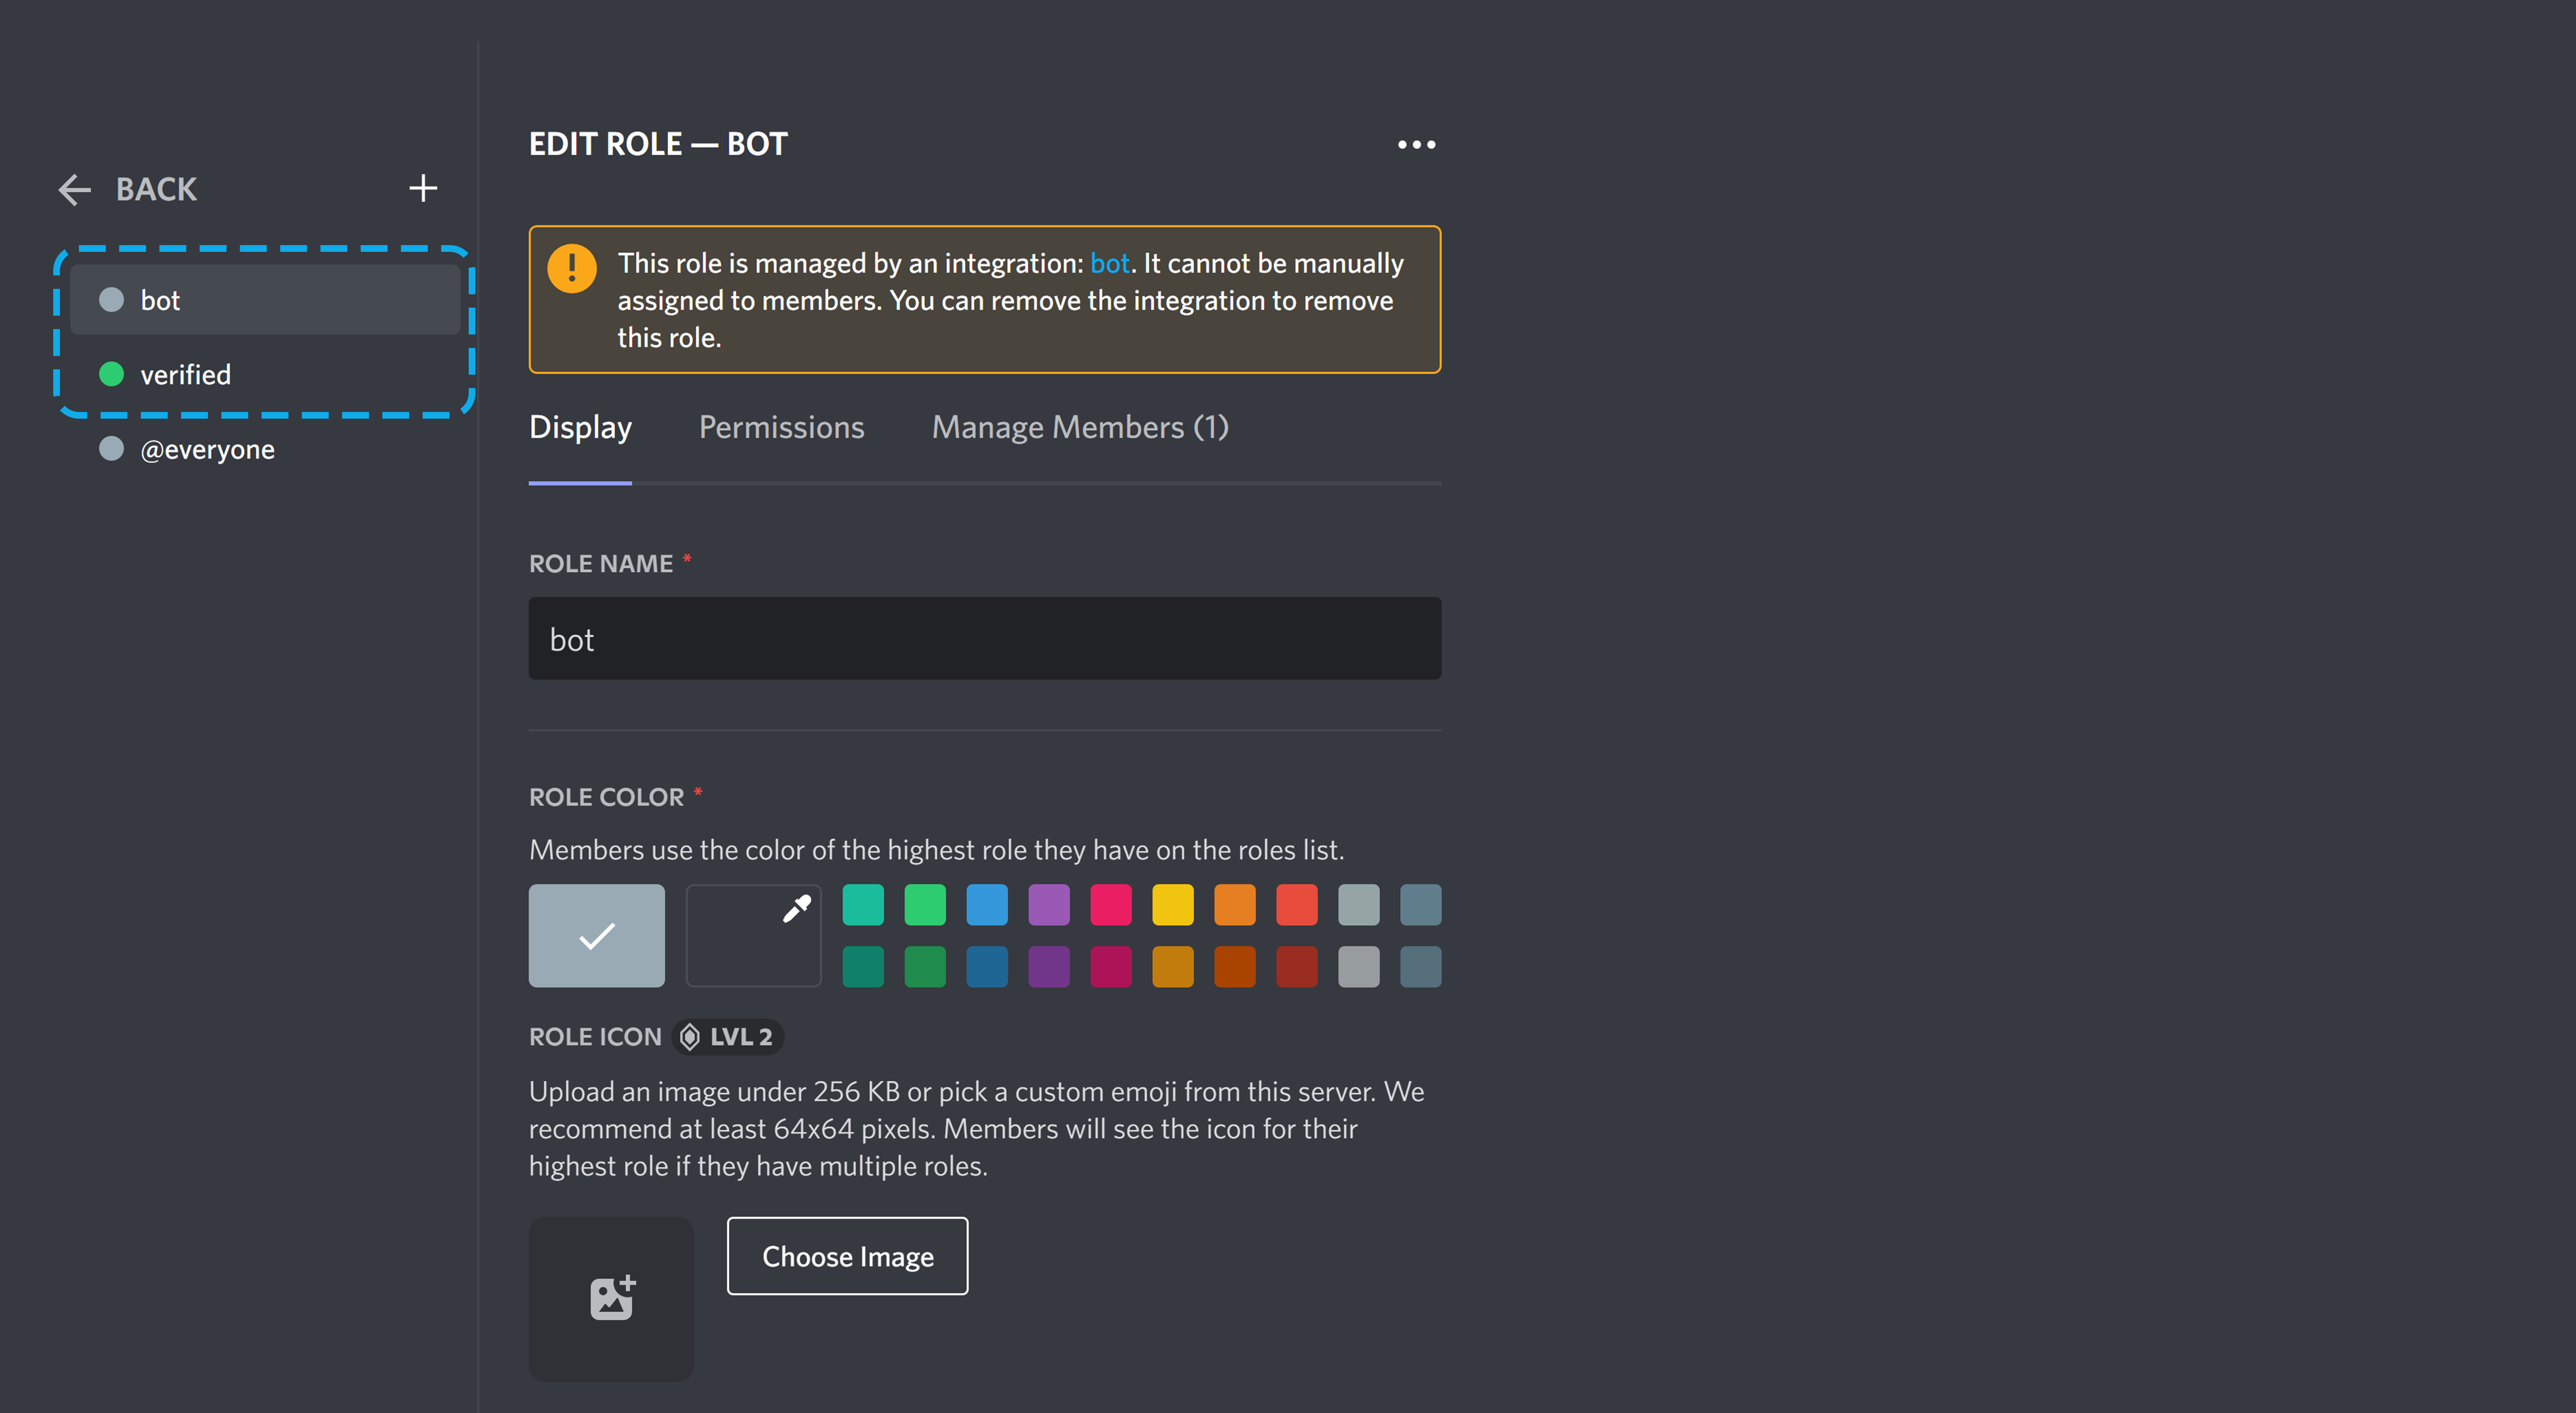 BACK
bot
verified
@everyone
EDIT ROLE — BOT
This role is managed by an integration: bot. It cannot be manually
assigned to members. You can remove the integration to remove
this role.
Display Permissions Manage Members (1)
ROLE NAME *
bot
ROLE COLOR *
Members use the color of the highest role they have on the roles list.
ROLE ICON LVL 2
Upload an image under 256 KB or pick a custom emoji from this server. We
recommend at least 64x64 pixels. Members will see the icon for their
highest role if they have multiple roles.
Choose Image